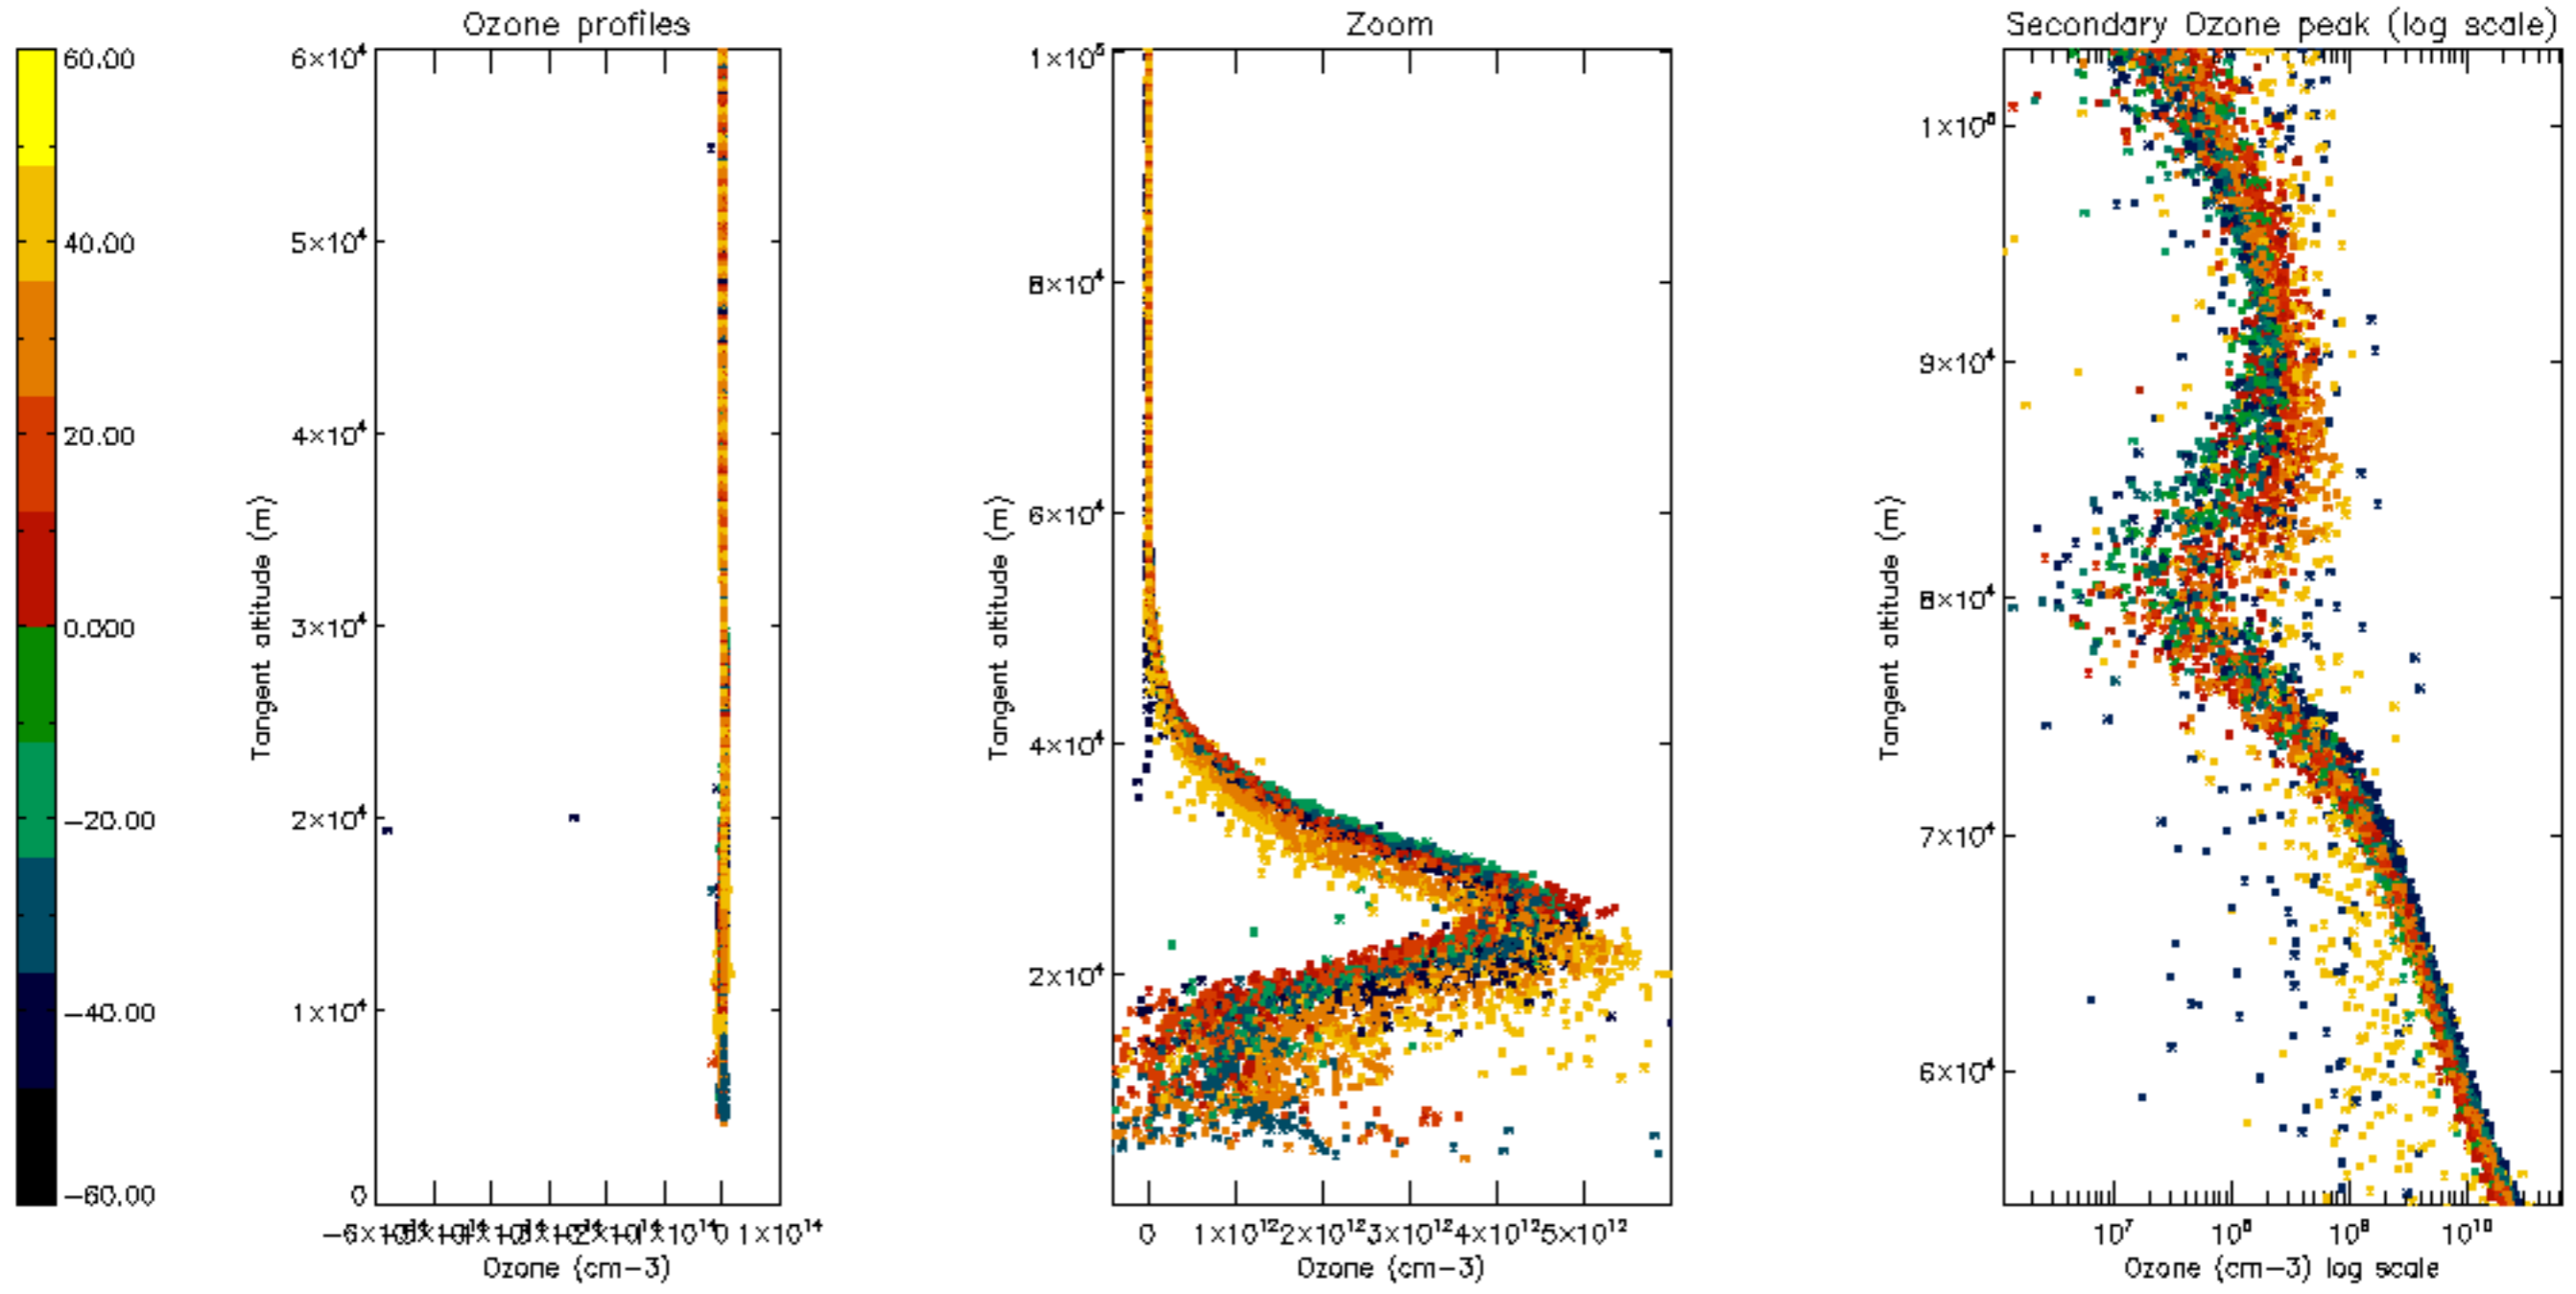 Ozone profiles
Zoom
Secondary Ozone peak (log scale)
60.00
40.00
20.00
0.000
−20.00
−40.00
−60.00
6×10⁴
5×10⁴
4×10⁴
3×10⁴
2×10⁴
1×10⁴
0
Tangent altitude (m)
0 1×10¹⁴
Ozone (cm−3)
1×10⁵
8×10⁴
6×10⁴
4×10⁴
2×10⁴
Tangent altitude (m)
0 1×10¹² 2×10¹² 3×10¹² 4×10¹² 5×10¹²
Ozone (cm−3)
1×10⁵
9×10⁴
8×10⁴
7×10⁴
6×10⁴
Tangent altitude (m)
10⁷ 10⁸ 10⁹ 10¹⁰
Ozone (cm−3) log scale